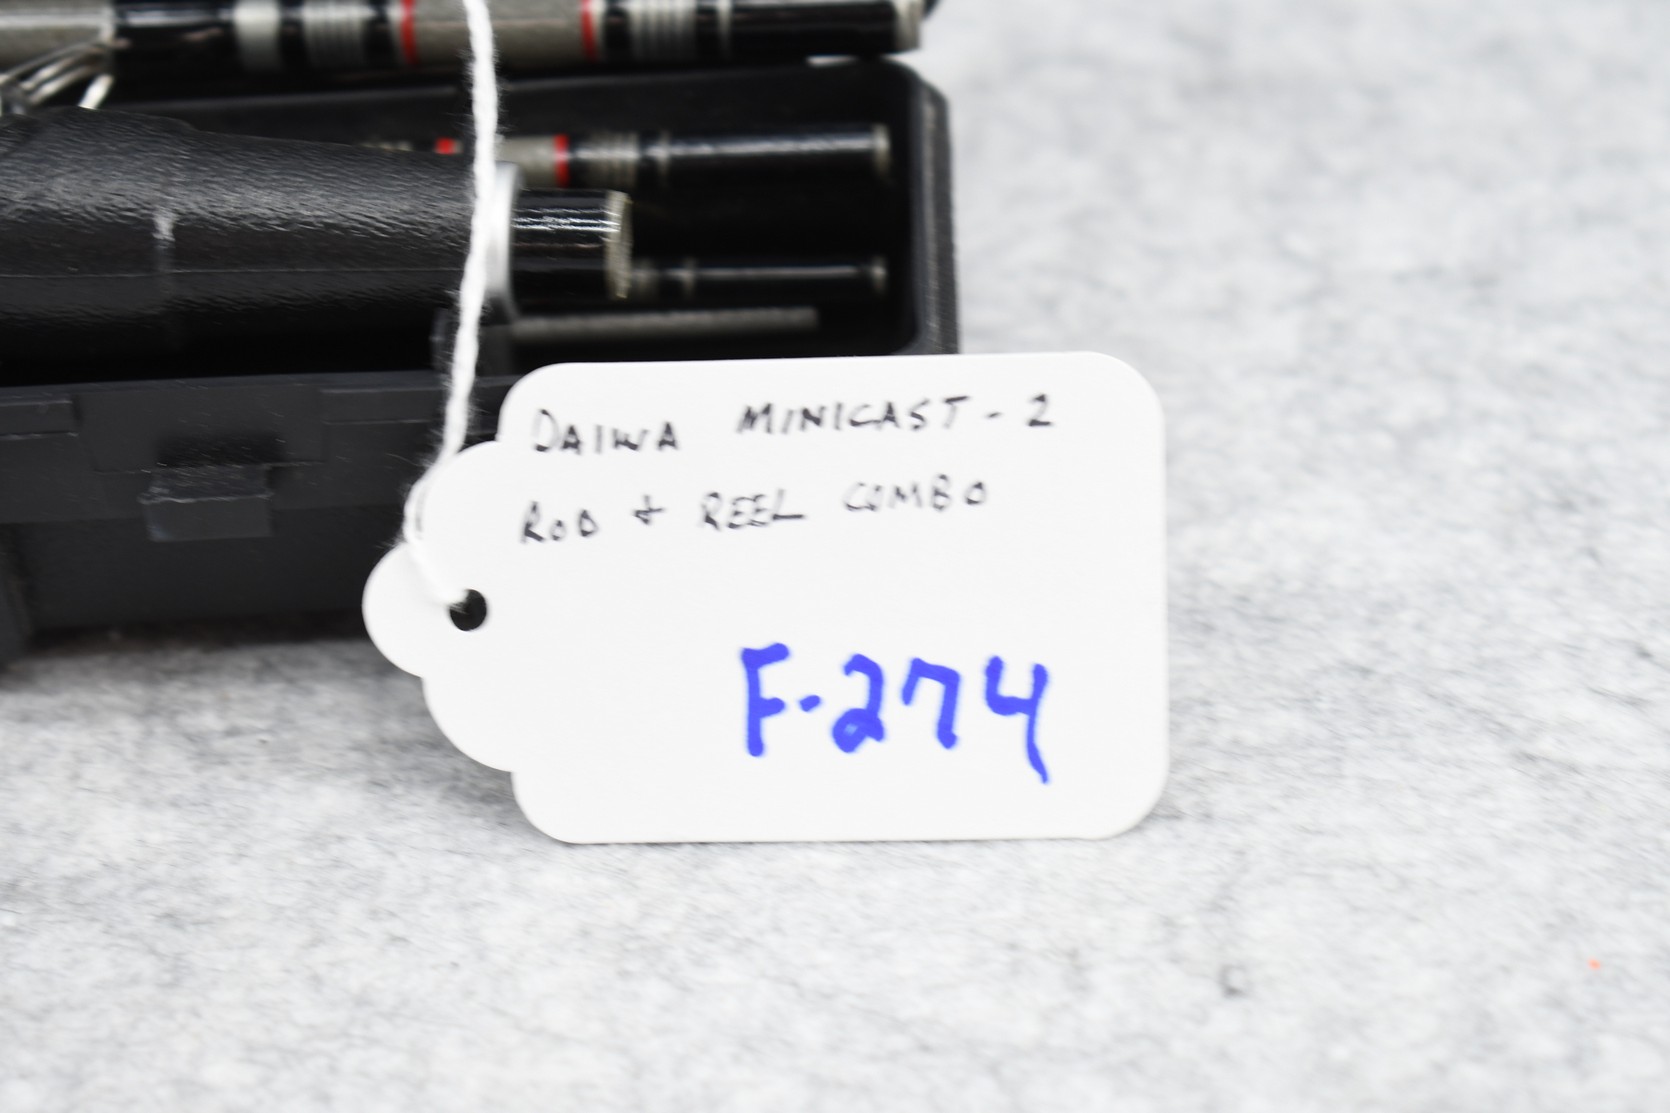 DAIWA MINICAST-2
ROD + REEL COMBO
F-274